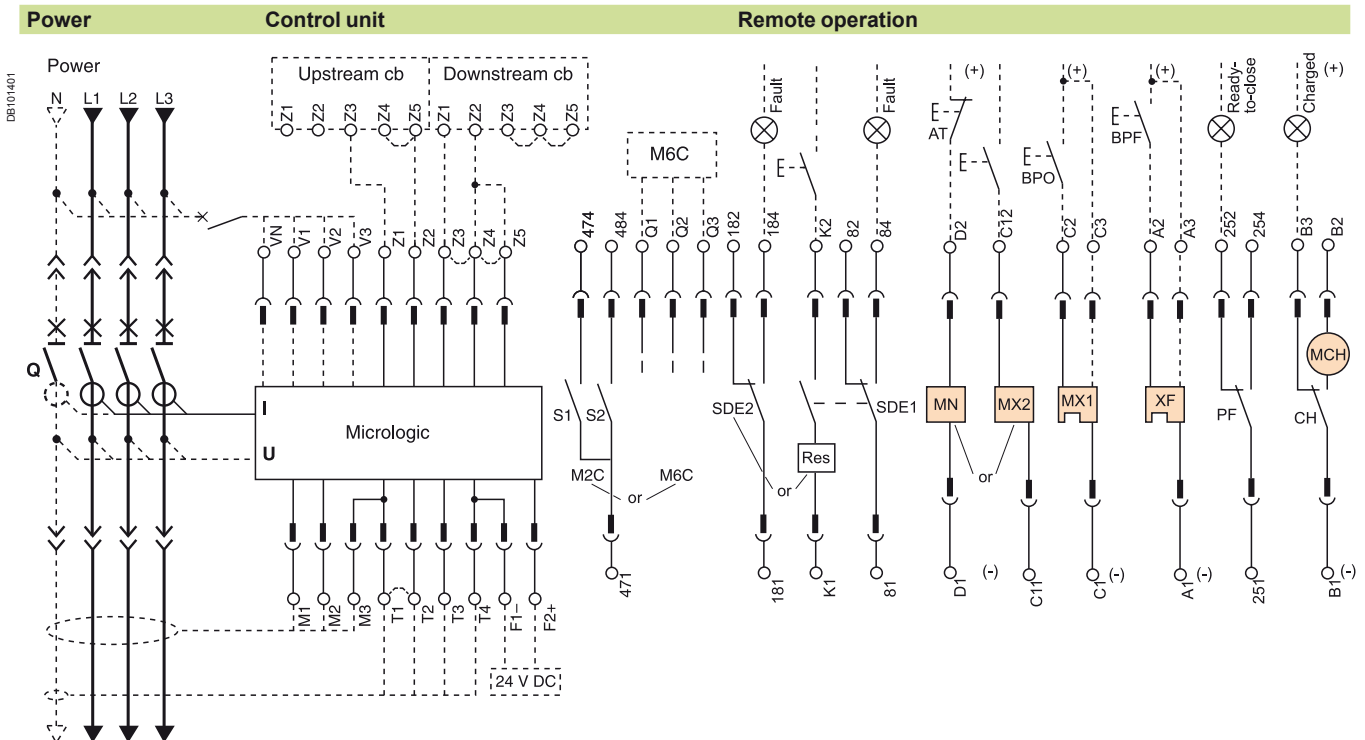 Power Control unit Remote operation
DB101401
Power
N L1 L2 L3
Upstream cb Downstream cb
Z1 Z2 Z3 Z4 Z5 Z1 Z2 Z3 Z4 Z5
M6C
Fault
Fault
Ready-
to-close
Charged
(+) (+) (+) (+)
AT
BPO
BPF
VN V1 V2 V3 Z1 Z2 Z3 Z4 Z5
474 484 Q1 Q2 Q3 182 184 K2 82 84 D2 C12 C2 C3 A2 A3 252 254 B3 B2
Q
I
U
Micrologic
S1 S2
M2C or M6C
SDE2
or
Res
SDE1
MN
or
MX2
MX1
XF
PF
CH
MCH
M1 M2 M3 T1 T2 T3 T4 F1– F2+
24 V DC
471 181 K1 81 D1 (-) C11 C1 (-) A1 (-) 251 B1 (-)